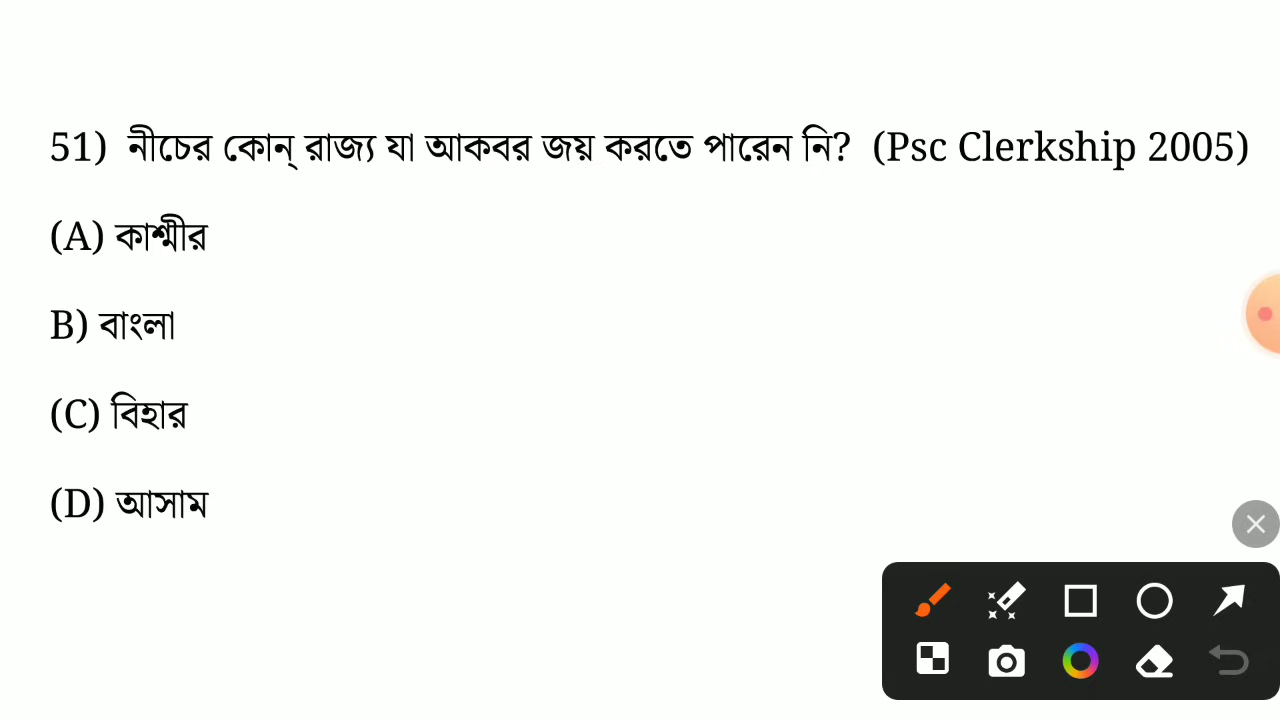 51) নীচের কোন্ রাজ্য যা আকবর জয় করতে পারেন নি? (Psc Clerkship 2005)
(A) কাশ্মীর
B) বাংলা
(C) বিহার
(D) আসাম